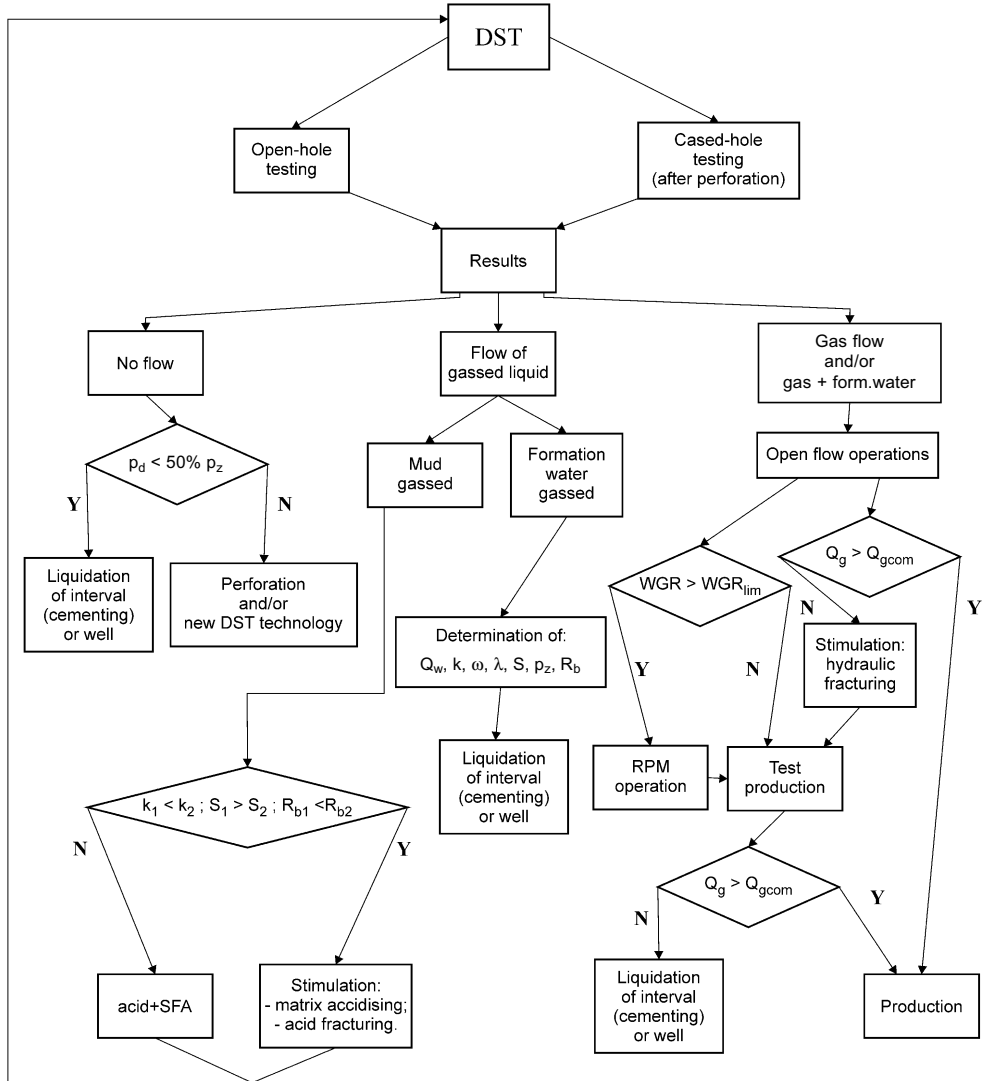 DST
Open-hole
testing
Cased-hole
testing
(after perforation)
Results
No flow
Flow of
gassed liquid
Gas flow
and/or
gas + form.water
p_d < 50% p_z
Y
N
Mud
gassed
Formation
water
gassed
Open flow operations
Liquidation
of interval
(cementing)
or well
Perforation
and/or
new DST technology
WGR > WGR_lim
Q_g > Q_gcom
N
Y
Y
N
Stimulation:
hydraulic
fracturing
Determination of:
Q_w, k, ω, λ, S, p_z, R_b
Liquidation
of interval
(cementing)
or well
RPM
operation
Test
production
k_1 < k_2 ; S_1 > S_2 ; R_b1 <R_b2
N
Y
Q_g > Q_gcom
N
Y
acid+SFA
Stimulation:
- matrix accidising;
- acid fracturing.
Liquidation
of interval
(cementing)
or well
Production